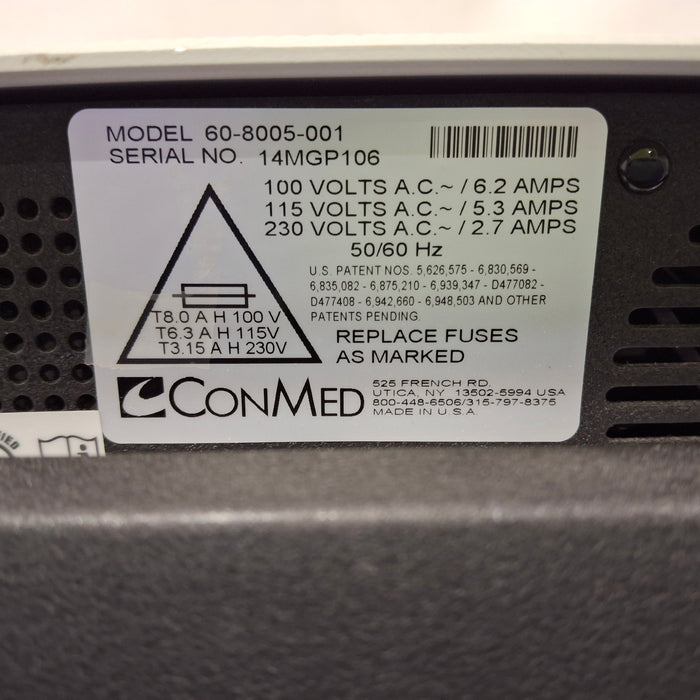 MODEL 60-8005-001
SERIAL NO. 14MGP106
100 VOLTS A.C.~ / 6.2 AMPS
115 VOLTS A.C.~ / 5.3 AMPS
230 VOLTS A.C.~ / 2.7 AMPS
50/60 Hz
U.S. PATENT NOS. 5,626,575 - 6,830,569 -
6,835,082 - 6,875,210 - 6,939,347 - D477082 -
D477408 - 6,942,660 - 6,948,503 AND OTHER
PATENTS PENDING
T8.0 A H 100 V
T6.3 A H 115V
T3.15 A H 230V
REPLACE FUSES
AS MARKED
CONMED
525 FRENCH RD.
UTICA, NY 13502-5994 USA
800-448-6506/315-797-8375
MADE IN U.S.A.